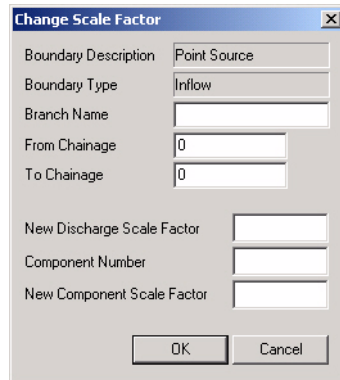 Change Scale Factor
Boundary Description Point Source
Boundary Type Inflow
Branch Name
From Chainage 0
To Chainage 0
New Discharge Scale Factor
Component Number
New Component Scale Factor
OK Cancel